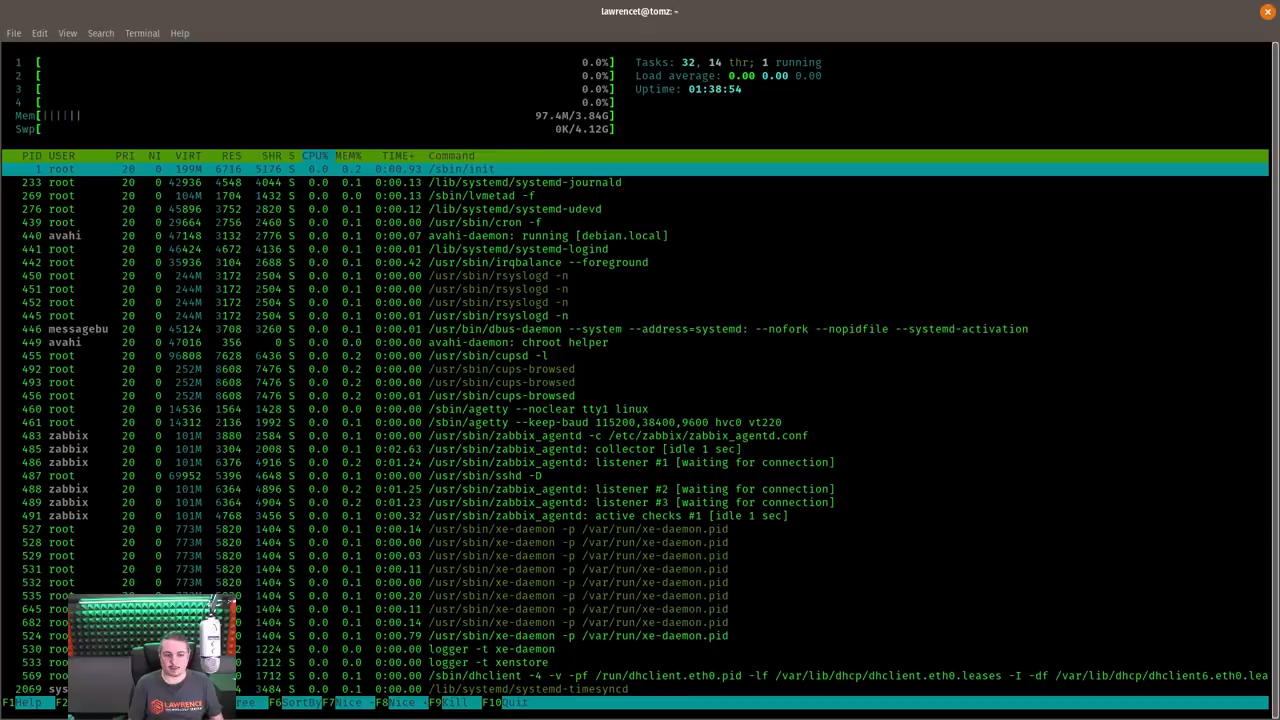 lawrencet@tomz: ~
File Edit View Search Terminal Help
1 [ 0.0%] Tasks: 32, 14 thr; 1 running
2 [ 0.0%] Load average: 0.00 0.00 0.00
3 [ 0.0%] Uptime: 01:38:54
4 [ 0.0%]
Mem[|||||| 97.4M/3.84G]
Swp[ 0K/4.12G]
PID USER PRI NI VIRT RES SHR S CPU% MEM% TIME+ Command
1 root 20 0 199M 6716 5176 S 0.0 0.2 0:00.93 /sbin/init
233 root 20 0 42936 4548 4044 S 0.0 0.1 0:00.13 /lib/systemd/systemd-journald
269 root 20 0 104M 1704 1432 S 0.0 0.0 0:00.13 /sbin/lvmetad -f
276 root 20 0 45896 3752 2820 S 0.0 0.1 0:00.12 /lib/systemd/systemd-udevd
439 root 20 0 29664 2756 2460 S 0.0 0.1 0:00.00 /usr/sbin/cron -f
440 avahi 20 0 47148 3132 2776 S 0.0 0.1 0:00.07 avahi-daemon: running [debian.local]
441 root 20 0 46424 4672 4136 S 0.0 0.1 0:00.01 /lib/systemd/systemd-logind
442 root 20 0 35936 3104 2688 S 0.0 0.1 0:00.42 /usr/sbin/irqbalance --foreground
450 root 20 0 244M 3172 2504 S 0.0 0.1 0:00.00 /usr/sbin/rsyslogd -n
451 root 20 0 244M 3172 2504 S 0.0 0.1 0:00.00 /usr/sbin/rsyslogd -n
452 root 20 0 244M 3172 2504 S 0.0 0.1 0:00.00 /usr/sbin/rsyslogd -n
445 root 20 0 244M 3172 2504 S 0.0 0.1 0:00.01 /usr/sbin/rsyslogd -n
446 messagebu 20 0 45124 3708 3260 S 0.0 0.1 0:00.01 /usr/bin/dbus-daemon --system --address=systemd: --nofork --nopidfile --systemd-activation
449 avahi 20 0 47016 356 0 S 0.0 0.0 0:00.00 avahi-daemon: chroot helper
455 root 20 0 96808 7628 6436 S 0.0 0.2 0:00.01 /usr/sbin/cupsd -l
492 root 20 0 252M 8608 7476 S 0.0 0.2 0:00.00 /usr/sbin/cups-browsed
493 root 20 0 252M 8608 7476 S 0.0 0.2 0:00.00 /usr/sbin/cups-browsed
456 root 20 0 252M 8608 7476 S 0.0 0.2 0:00.01 /usr/sbin/cups-browsed
460 root 20 0 14536 1564 1428 S 0.0 0.0 0:00.00 /sbin/agetty --noclear tty1 linux
461 root 20 0 14312 2136 1992 S 0.0 0.1 0:00.00 /sbin/agetty --keep-baud 115200,38400,9600 hvc0 vt220
483 zabbix 20 0 101M 3880 2584 S 0.0 0.1 0:00.00 /usr/sbin/zabbix_agentd -c /etc/zabbix/zabbix_agentd.conf
485 zabbix 20 0 101M 3304 2008 S 0.0 0.1 0:02.63 /usr/sbin/zabbix_agentd: collector [idle 1 sec]
486 zabbix 20 0 101M 6376 4916 S 0.0 0.2 0:01.24 /usr/sbin/zabbix_agentd: listener #1 [waiting for connection]
487 root 20 0 69952 5396 4648 S 0.0 0.1 0:00.01 /usr/sbin/sshd -D
488 zabbix 20 0 101M 6364 4896 S 0.0 0.2 0:01.25 /usr/sbin/zabbix_agentd: listener #2 [waiting for connection]
489 zabbix 20 0 101M 6364 4904 S 0.0 0.2 0:01.23 /usr/sbin/zabbix_agentd: listener #3 [waiting for connection]
491 zabbix 20 0 101M 4768 3456 S 0.0 0.1 0:00.32 /usr/sbin/zabbix_agentd: active checks #1 [idle 1 sec]
527 root 20 0 773M 5820 1404 S 0.0 0.1 0:00.14 /usr/sbin/xe-daemon -p /var/run/xe-daemon.pid
528 root 20 0 773M 5820 1404 S 0.0 0.1 0:00.00 /usr/sbin/xe-daemon -p /var/run/xe-daemon.pid
529 root 20 0 773M 5820 1404 S 0.0 0.1 0:00.03 /usr/sbin/xe-daemon -p /var/run/xe-daemon.pid
531 root 20 0 773M 5820 1404 S 0.0 0.1 0:00.11 /usr/sbin/xe-daemon -p /var/run/xe-daemon.pid
532 root 20 0 773M 5820 1404 S 0.0 0.1 0:00.00 /usr/sbin/xe-daemon -p /var/run/xe-daemon.pid
535 5820 1404 S 0.0 0.1 0:00.20 /usr/sbin/xe-daemon -p /var/run/xe-daemon.pid
645 5820 1404 S 0.0 0.1 0:00.11 /usr/sbin/xe-daemon -p /var/run/xe-daemon.pid
682 1404 S 0.0 0.1 0:00.14 /usr/sbin/xe-daemon -p /var/run/xe-daemon.pid
524 1404 S 0.0 0.1 0:00.79 /usr/sbin/xe-daemon -p /var/run/xe-daemon.pid
530 1224 S 0.0 0.1 0:00.00 logger -t xe-daemon
533 1212 S 0.0 0.0 0:00.00 logger -t xenstore
569 1712 S 0.0 0.1 0:00.00 /sbin/dhclient -4 -v -pf /run/dhclient.eth0.pid -lf /var/lib/dhcp/dhclient.eth0.leases -I -df /var/lib/dhcp/dhclient6.eth0.lea
2069 sys 3484 S 0.0 0.1 0:00.00 /lib/systemd/systemd-timesyncd
F1Help F2 ree F6SortByF7Nice -F8Nice +F9Kill F10Quit
LAWRENCE